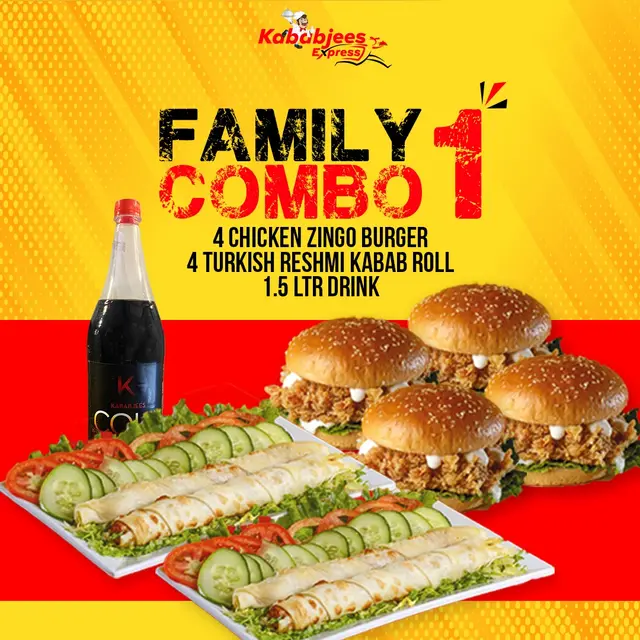 Kababjees
Express
FAMILY
COMBO 1
4 CHICKEN ZINGO BURGER
4 TURKISH RESHMI KABAB ROLL
1.5 LTR DRINK
K
KABABJEES